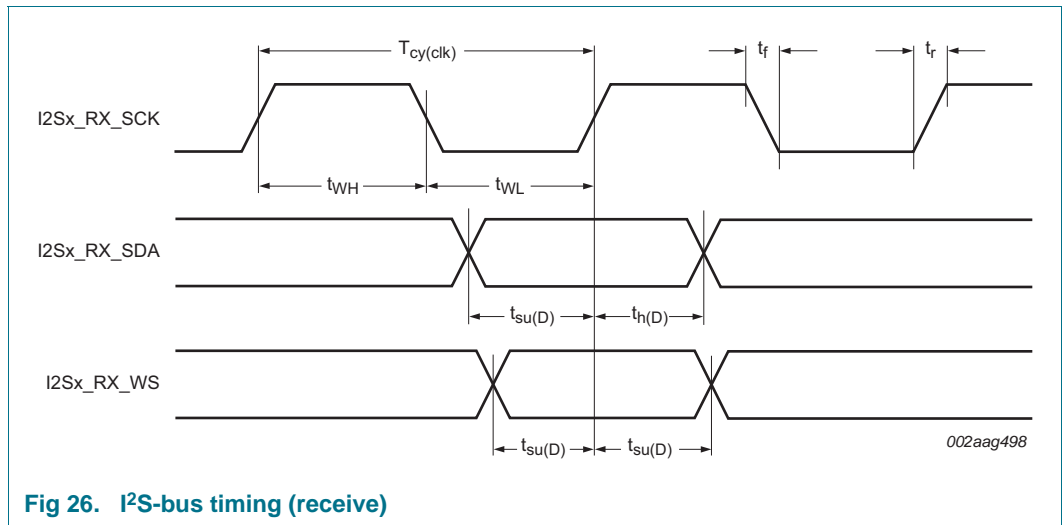 Tcy(clk)
tf
tr
I2Sx_RX_SCK
tWH
tWL
I2Sx_RX_SDA
tsu(D)
th(D)
I2Sx_RX_WS
tsu(D)
tsu(D)
002aag498
Fig 26. I²S-bus timing (receive)